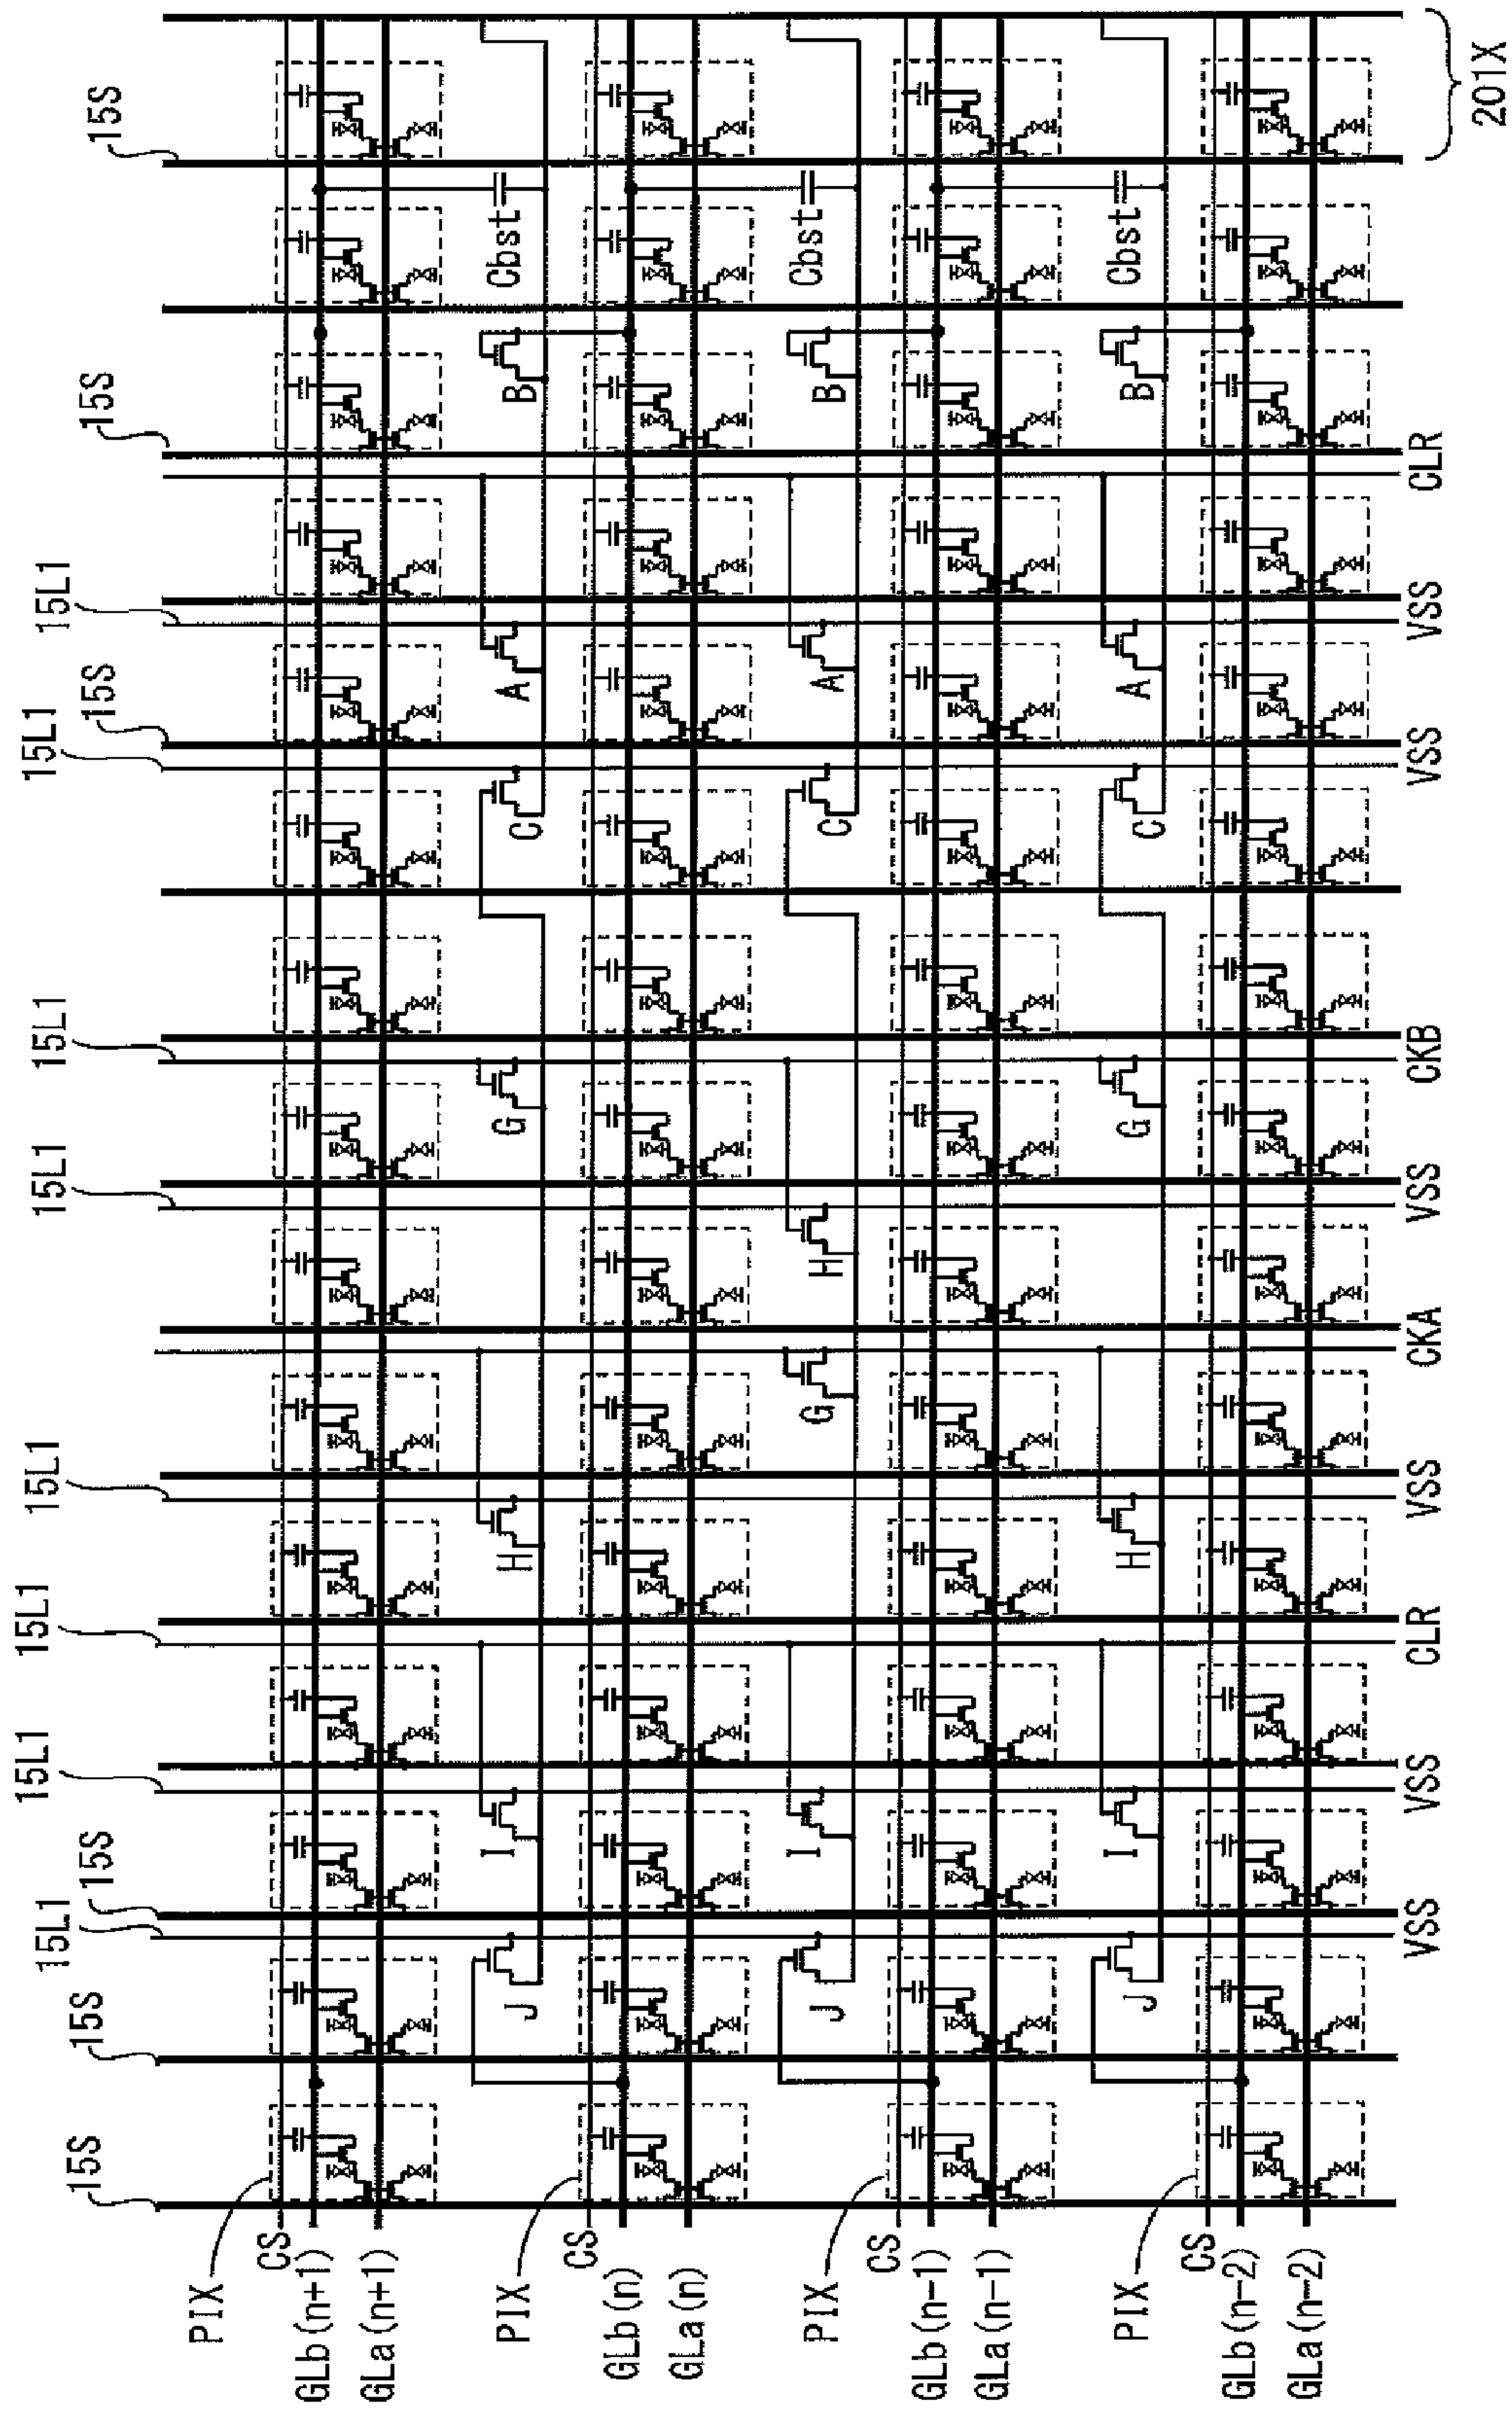 15S
15S
15L1
15S
15L1
15L1
15L1
15L1
15L1
15L1
15S
15L1
15S
15S
PIX
CS
GLb(n+1)
GLa(n+1)
J
I
H
G
C
A
B
Cbst
PIX
CS
GLb(n)
GLa(n)
J
I
G
H
C
A
B
Cbst
PIX
CS
GLb(n-1)
GLa(n-1)
J
I
H
G
C
A
B
Cbst
PIX
CS
GLb(n-2)
GLa(n-2)
VSS
VSS
CLR
VSS
CKA
VSS
CKB
VSS
VSS
CLR
201X